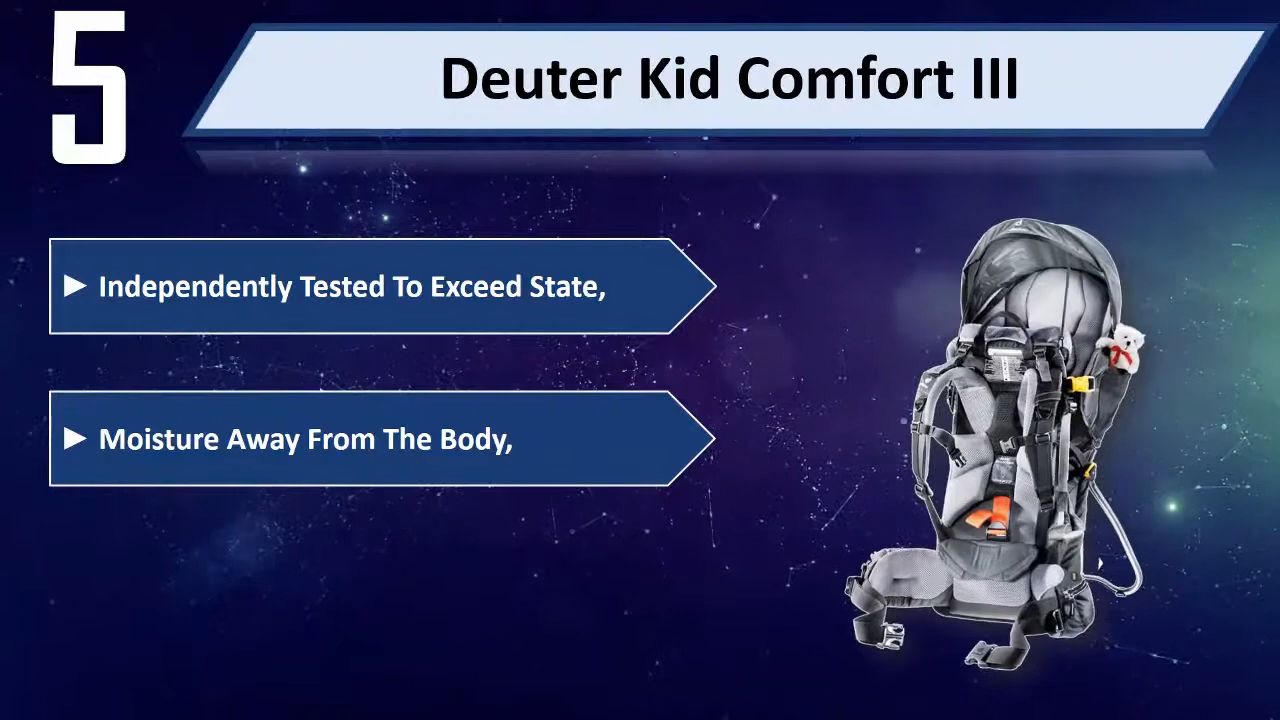 5
Deuter Kid Comfort III
► Independently Tested To Exceed State,
► Moisture Away From The Body,